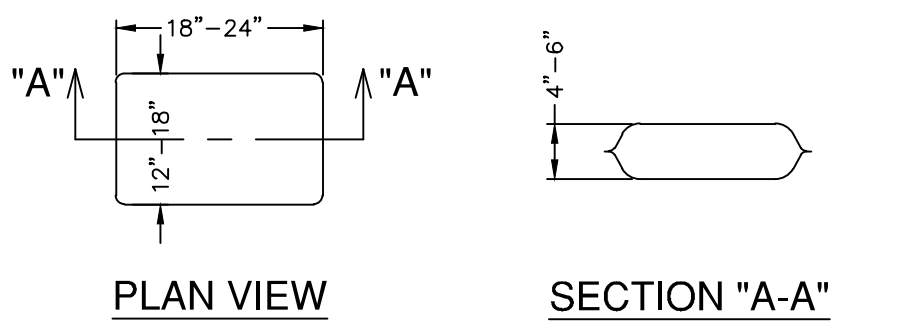 18"-24"
"A" "A"
12"-18"
PLAN VIEW
4"-6"
SECTION "A-A"